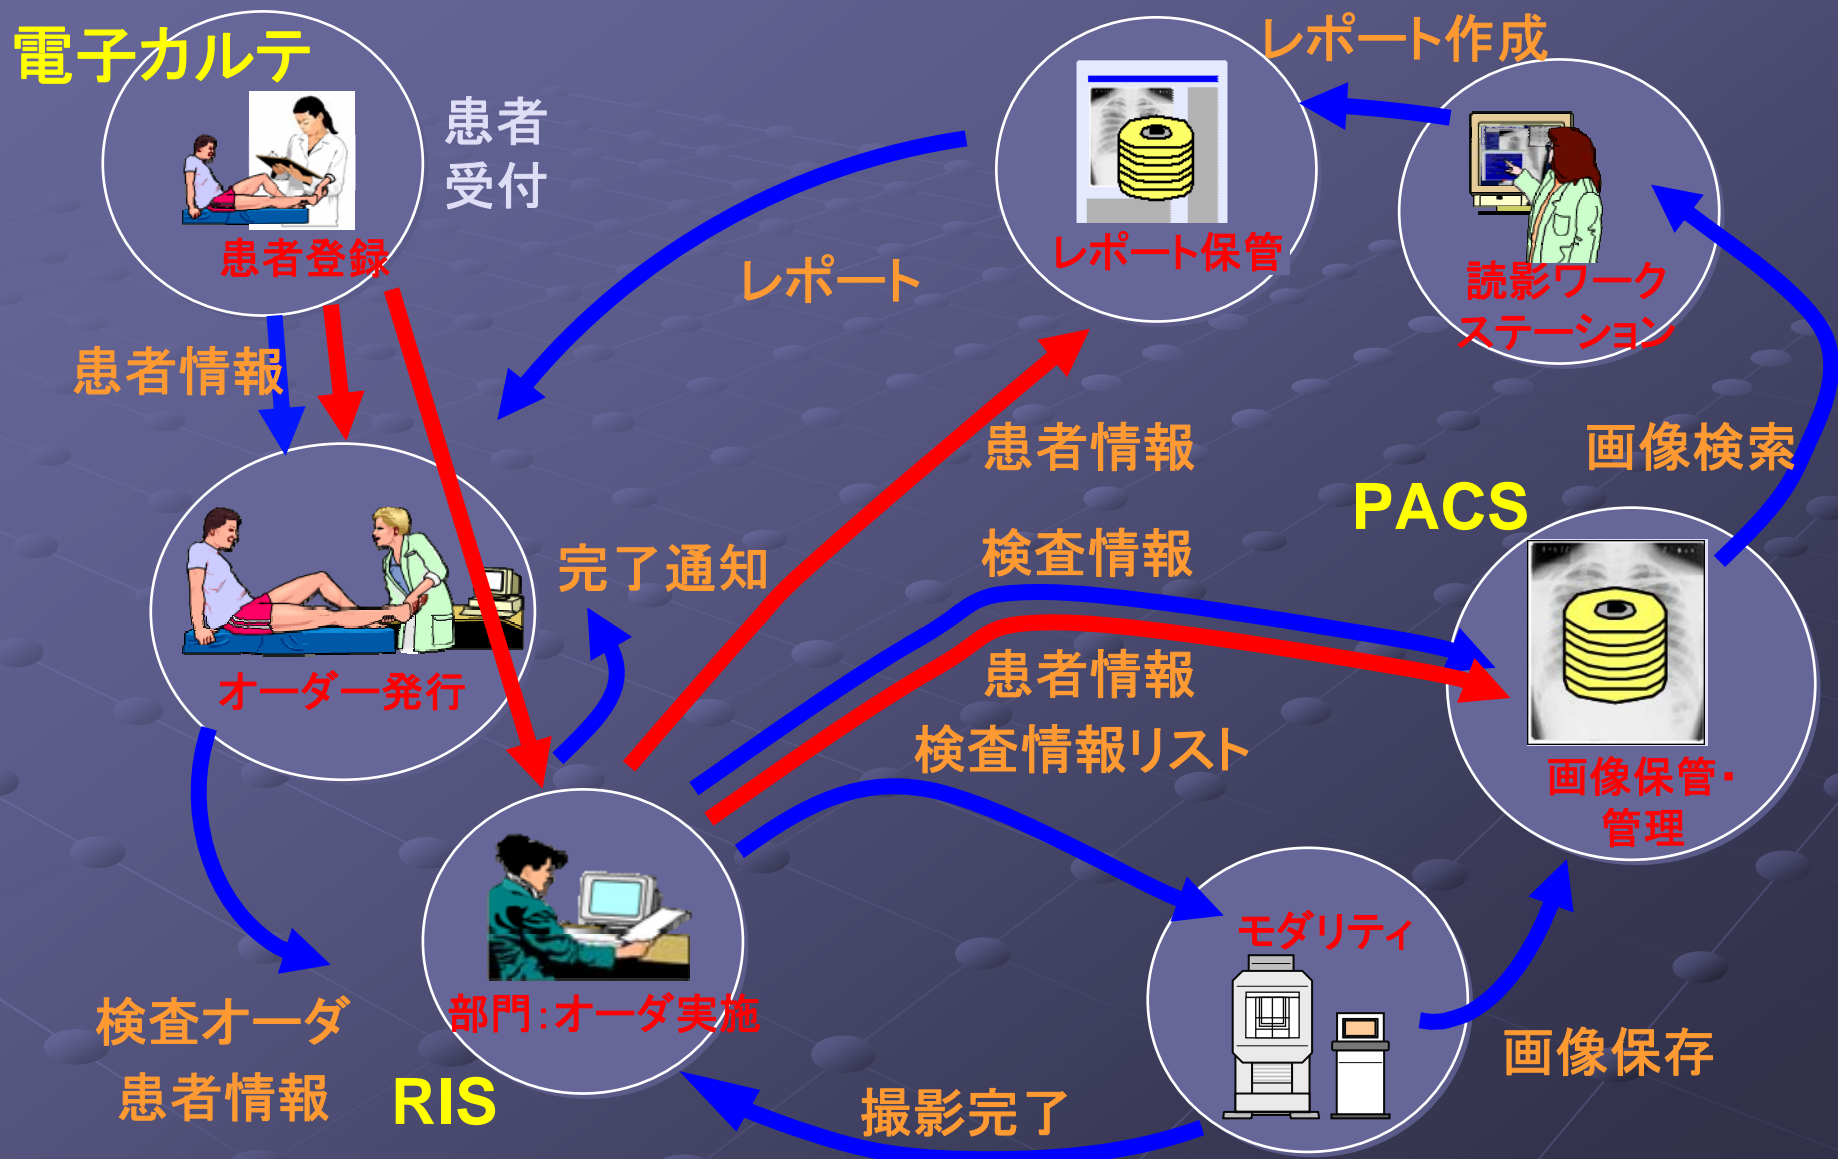 電子カルテ
患者
受付
患者登録
患者情報
レポート作成
レポート保管
レポート
読影ワーク
ステーション
患者情報
画像検索
PACS
検査情報
完了通知
オーダー発行
患者情報
検査情報リスト
画像保管・
管理
モダリティ
部門:オーダ実施
検査オーダ
患者情報
RIS
撮影完了
画像保存